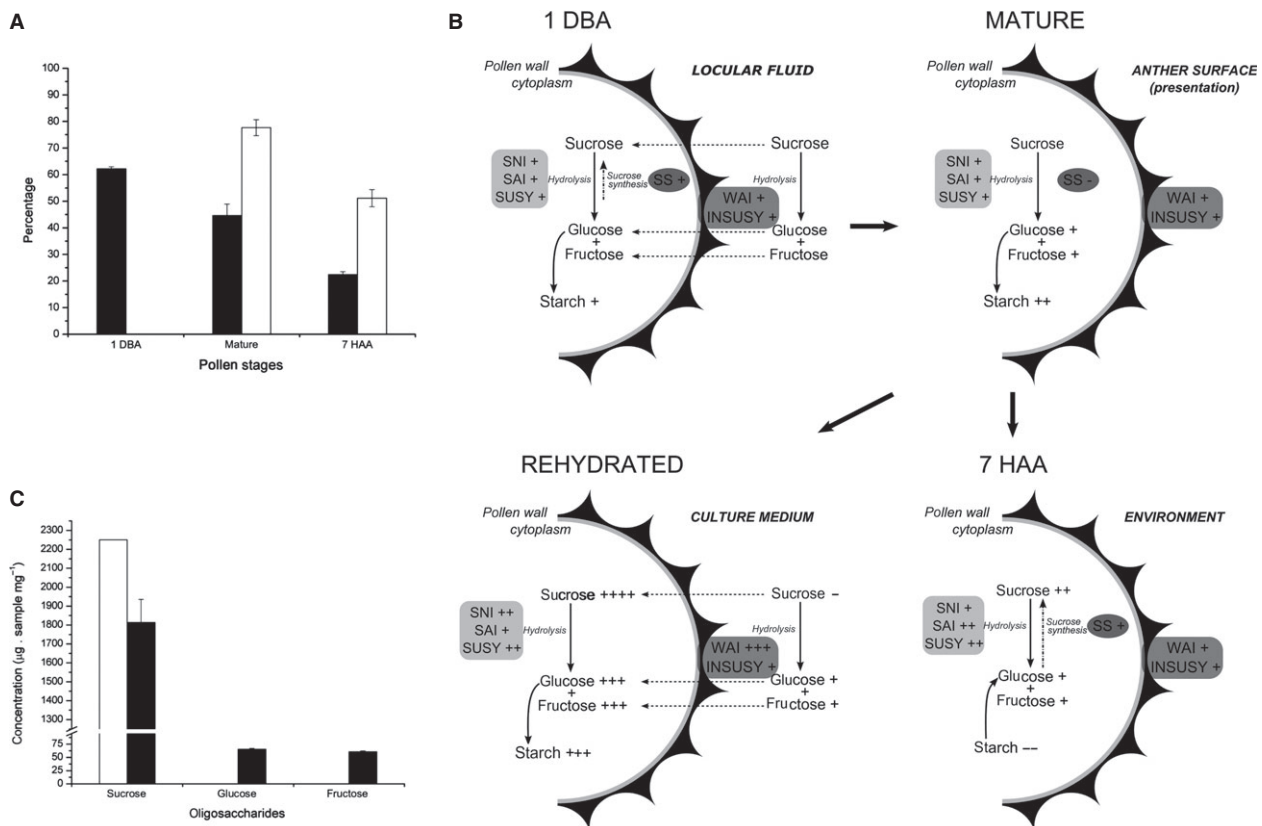 A
100
90
80
70
60
50
40
30
20
10
0
Percentage
1 DBA
Mature
7 HAA
Pollen stages
B
1 DBA
Pollen wall
cytoplasm
LOCULAR FLUID
SNI +
SAI +
SUSY +
Sucrose
Hydrolysis
Sucrose
synthesis
SS +
Glucose
+
Fructose
Starch +
WAI +
INSUSY +
Sucrose
Hydrolysis
Glucose
+
Fructose
MATURE
Pollen wall
cytoplasm
ANTHER SURFACE
(presentation)
SNI +
SAI +
SUSY +
Sucrose
Hydrolysis
SS -
Glucose +
+
Fructose +
Starch ++
WAI +
INSUSY +
C
2300
2200
2100
2000
1900
1800
1700
1600
1500
1400
1300
75
50
25
0
Concentration (µg . sample mg⁻¹)
Sucrose
Glucose
Fructose
Oligosaccharides
REHYDRATED
Pollen wall
cytoplasm
CULTURE MEDIUM
SNI ++
SAI +
SUSY ++
Sucrose ++++
Hydrolysis
Glucose +++
+
Fructose +++
Starch +++
WAI +++
INSUSY +
Sucrose –
Hydrolysis
Glucose +
+
Fructose +
7 HAA
Pollen wall
cytoplasm
ENVIRONMENT
SNI +
SAI ++
SUSY ++
Sucrose ++
Hydrolysis
Sucrose
synthesis
SS +
Glucose +
+
Fructose +
Starch ––
WAI +
INSUSY +